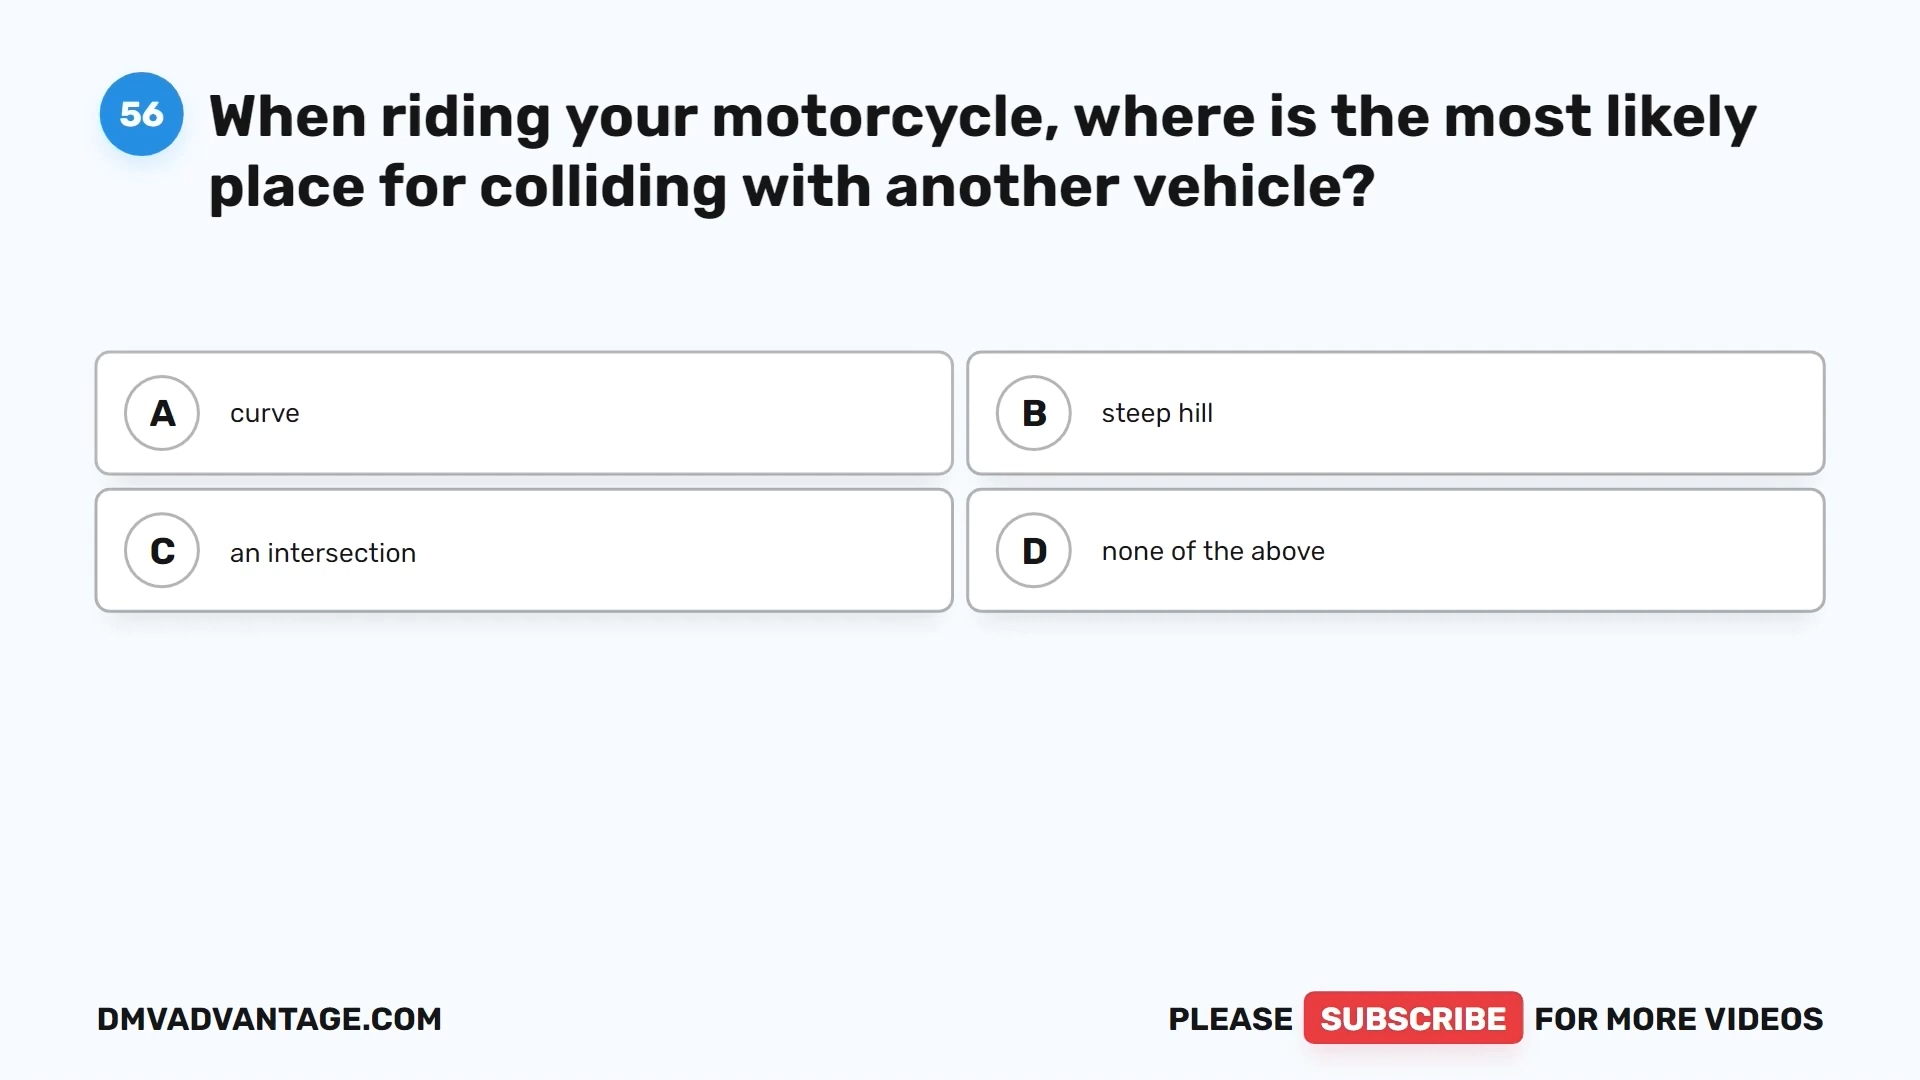 56
When riding your motorcycle, where is the most likely
place for colliding with another vehicle?
A curve
B steep hill
C an intersection
D none of the above
DMVADVANTAGE.COM
PLEASE SUBSCRIBE FOR MORE VIDEOS